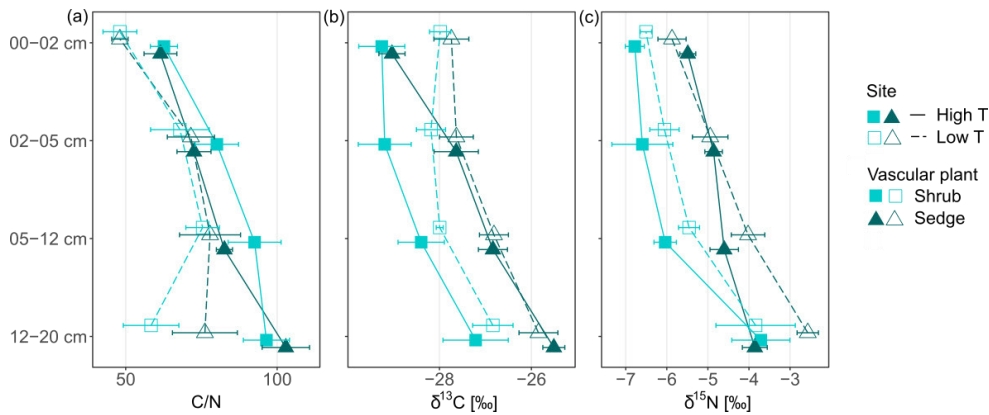 (a) (b) (c)
00−02 cm
02−05 cm
05−12 cm
12−20 cm
50 100
−28 −26
−7 −6 −5 −4 −3
C/N
δ¹³C [‰]
δ¹⁵N [‰]
Site
High T
Low T
Vascular plant
Shrub
Sedge